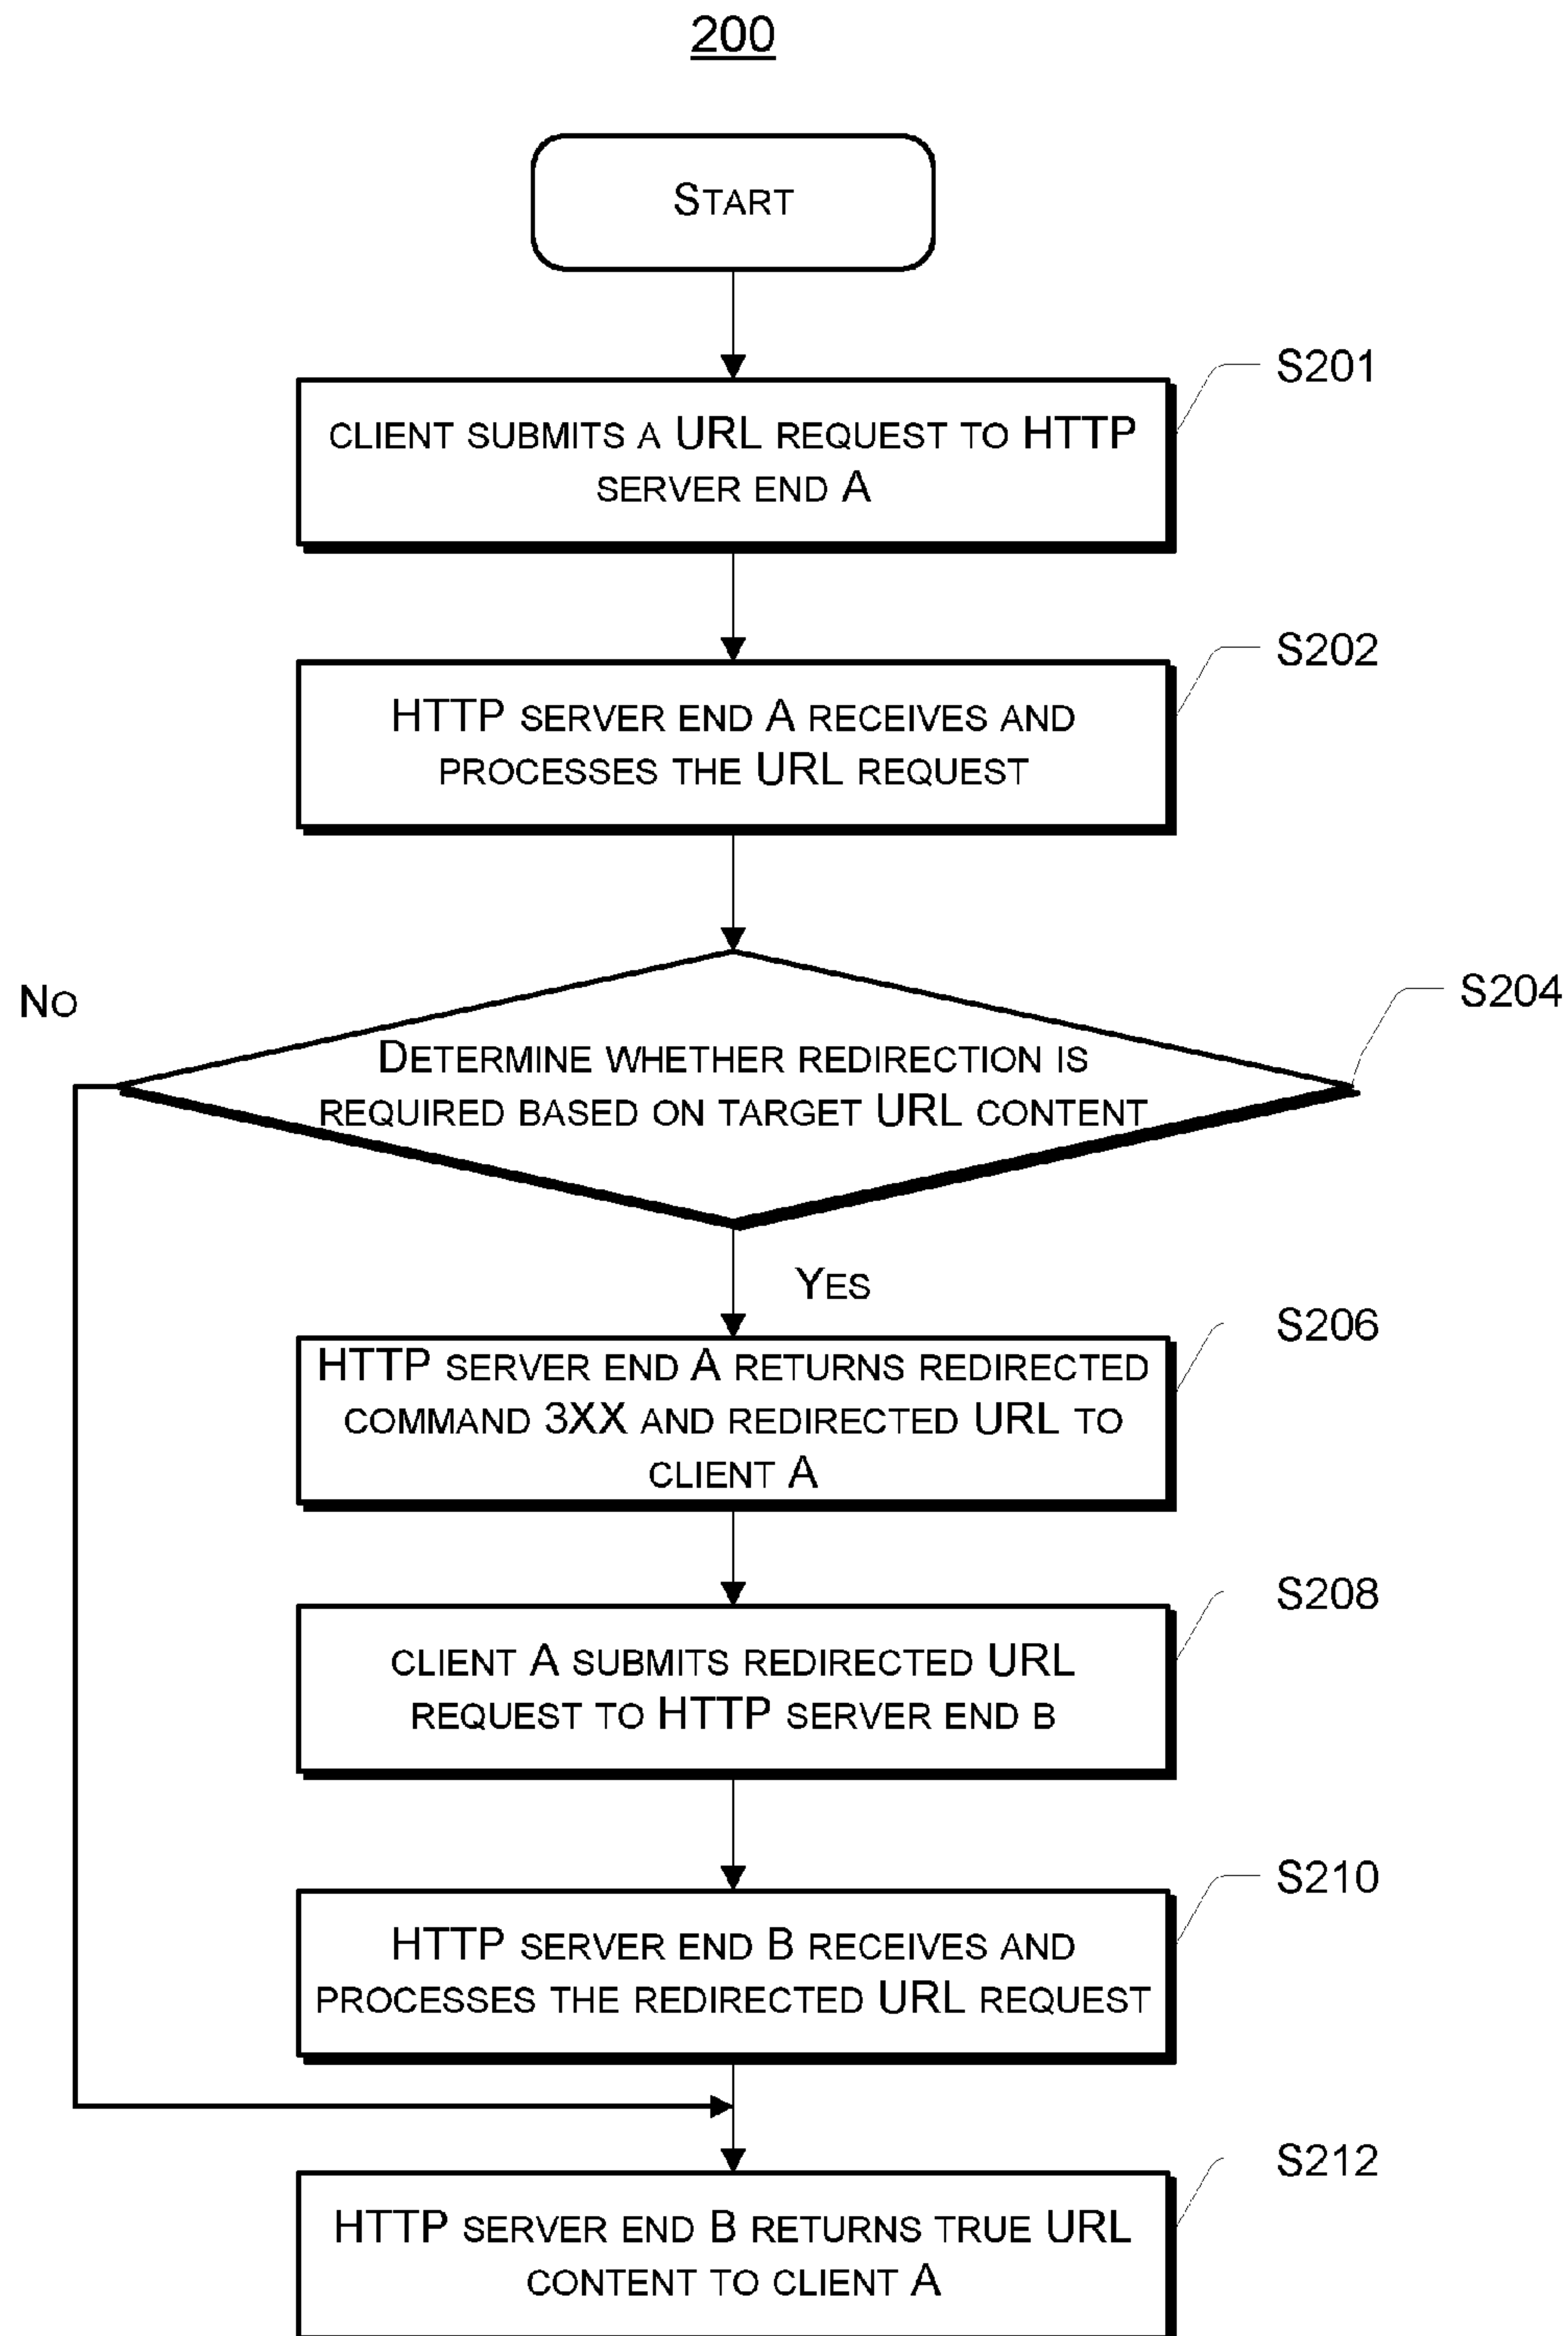 200
START
S201
CLIENT SUBMITS A URL REQUEST TO HTTP
SERVER END A
S202
HTTP SERVER END A RECEIVES AND
PROCESSES THE URL REQUEST
NO
S204
DETERMINE WHETHER REDIRECTION IS
REQUIRED BASED ON TARGET URL CONTENT
YES
S206
HTTP SERVER END A RETURNS REDIRECTED
COMMAND 3XX AND REDIRECTED URL TO
CLIENT A
S208
CLIENT A SUBMITS REDIRECTED URL
REQUEST TO HTTP SERVER END B
S210
HTTP SERVER END B RECEIVES AND
PROCESSES THE REDIRECTED URL REQUEST
S212
HTTP SERVER END B RETURNS TRUE URL
CONTENT TO CLIENT A